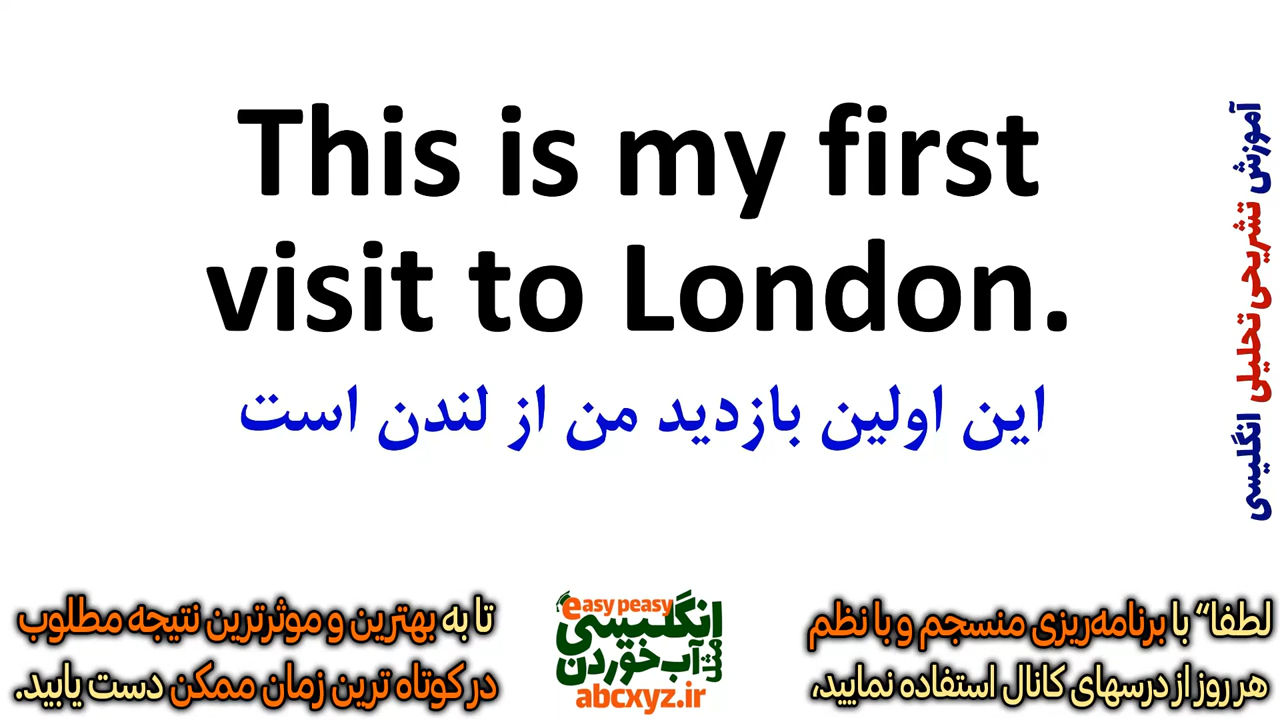 This is my first
visit to London.
این اولین بازدید من از لندن است
آموزش تشریحی تحلیلی انگلیسی
لطفا“ با برنامه‌ریزی منسجم و با نظم
هر روز از درسهای کانال استفاده نمایید،
easy peasy
انگلیسی
مثل آب خوردن
abcxyz.ir
تا به بهترین و موثرترین نتیجه مطلوب
در کوتاه ترین زمان ممکن دست یابید.